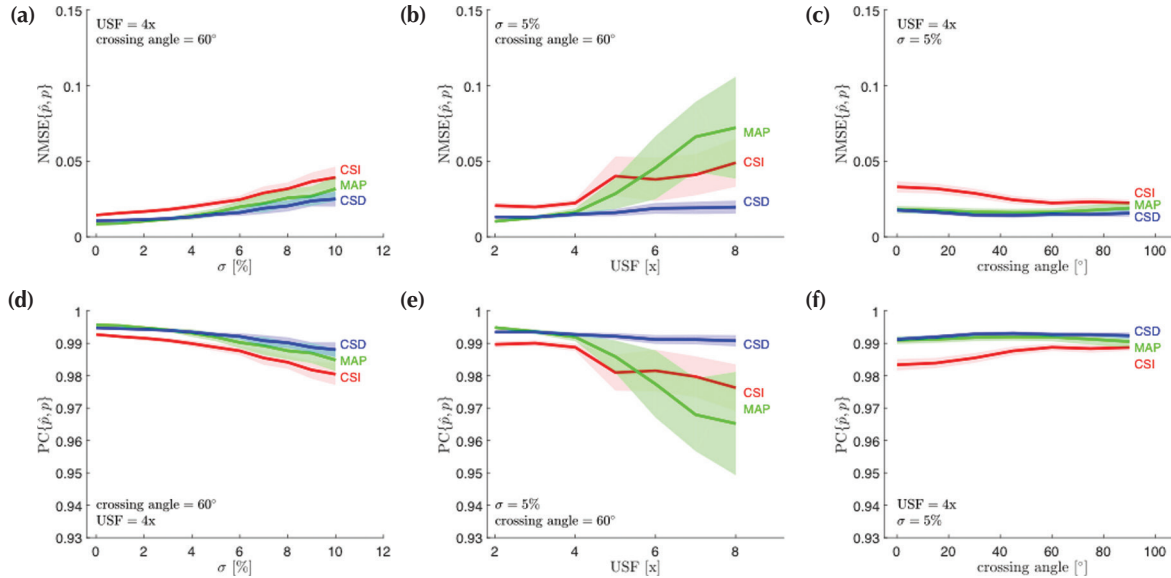 (a)
USF = 4x
crossing angle = 60°
0.15
0.1
0.05
0
NMSE{p̂, p}
CSI
MAP
CSD
0 2 4 6 8 10 12
σ [%]
(b)
σ = 5%
crossing angle = 60°
0.15
0.1
0.05
0
NMSE{p̂, p}
MAP
CSI
CSD
2 4 6 8
USF [x]
(c)
USF = 4x
σ = 5%
0.15
0.1
0.05
0
NMSE{p̂, p}
CSI
MAP
CSD
0 20 40 60 80 100
crossing angle [°]
(d)
1
0.99
0.98
0.97
0.96
0.95
0.94
0.93
PC{p̂, p}
CSD
MAP
CSI
crossing angle = 60°
USF = 4x
0 2 4 6 8 10 12
σ [%]
(e)
1
0.99
0.98
0.97
0.96
0.95
0.94
0.93
PC{p̂, p}
CSD
CSI
MAP
σ = 5%
crossing angle = 60°
2 4 6 8
USF [x]
(f)
1
0.99
0.98
0.97
0.96
0.95
0.94
0.93
PC{p̂, p}
CSD
MAP
CSI
USF = 4x
σ = 5%
0 20 40 60 80 100
crossing angle [°]